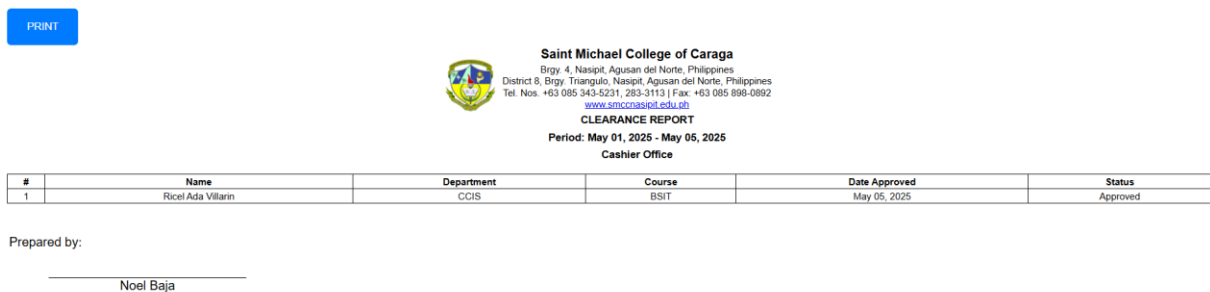 PRINT
Saint Michael College of Caraga
Brgy. 4, Nasipit, Agusan del Norte, Philippines
District 8, Brgy. Triangulo, Nasipit, Agusan del Norte, Philippines
Tel. Nos. +63 085 343-5231, 283-3113 | Fax: +63 085 898-0892
www.smccnasipit.edu.ph
CLEARANCE REPORT
Period: May 01, 2025 - May 05, 2025
Cashier Office
# Name Department Course Date Approved Status
1 Ricel Ada Villarin CCIS BSIT May 05, 2025 Approved
Prepared by:
Noel Baja